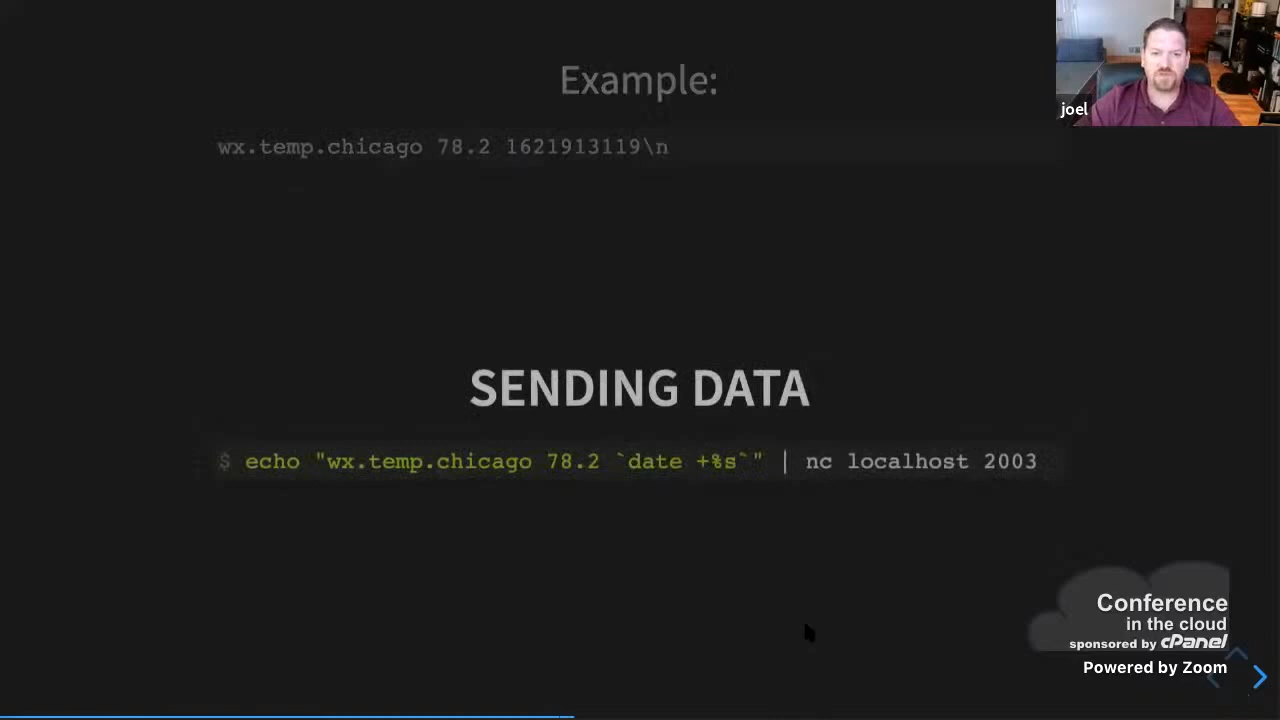 Example:
joel
wx.temp.chicago 78.2 1621913119\n
SENDING DATA
$ echo "wx.temp.chicago 78.2 `date +%s`" | nc localhost 2003
Conference
in the cloud
sponsored by cPanel
Powered by Zoom